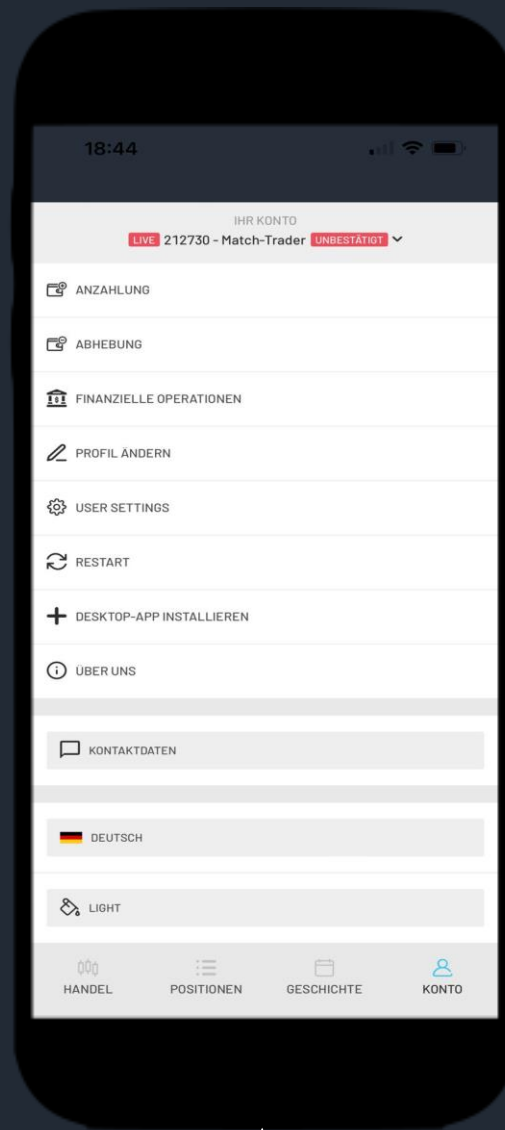 18:44
IHR KONTO
LIVE 212730 - Match-Trader UNBESTÄTIGT
ANZAHLUNG
ABHEBUNG
FINANZIELLE OPERATIONEN
PROFIL ÄNDERN
USER SETTINGS
RESTART
DESKTOP-APP INSTALLIEREN
ÜBER UNS
KONTAKTDATEN
DEUTSCH
LIGHT
HANDEL POSITIONEN GESCHICHTE KONTO